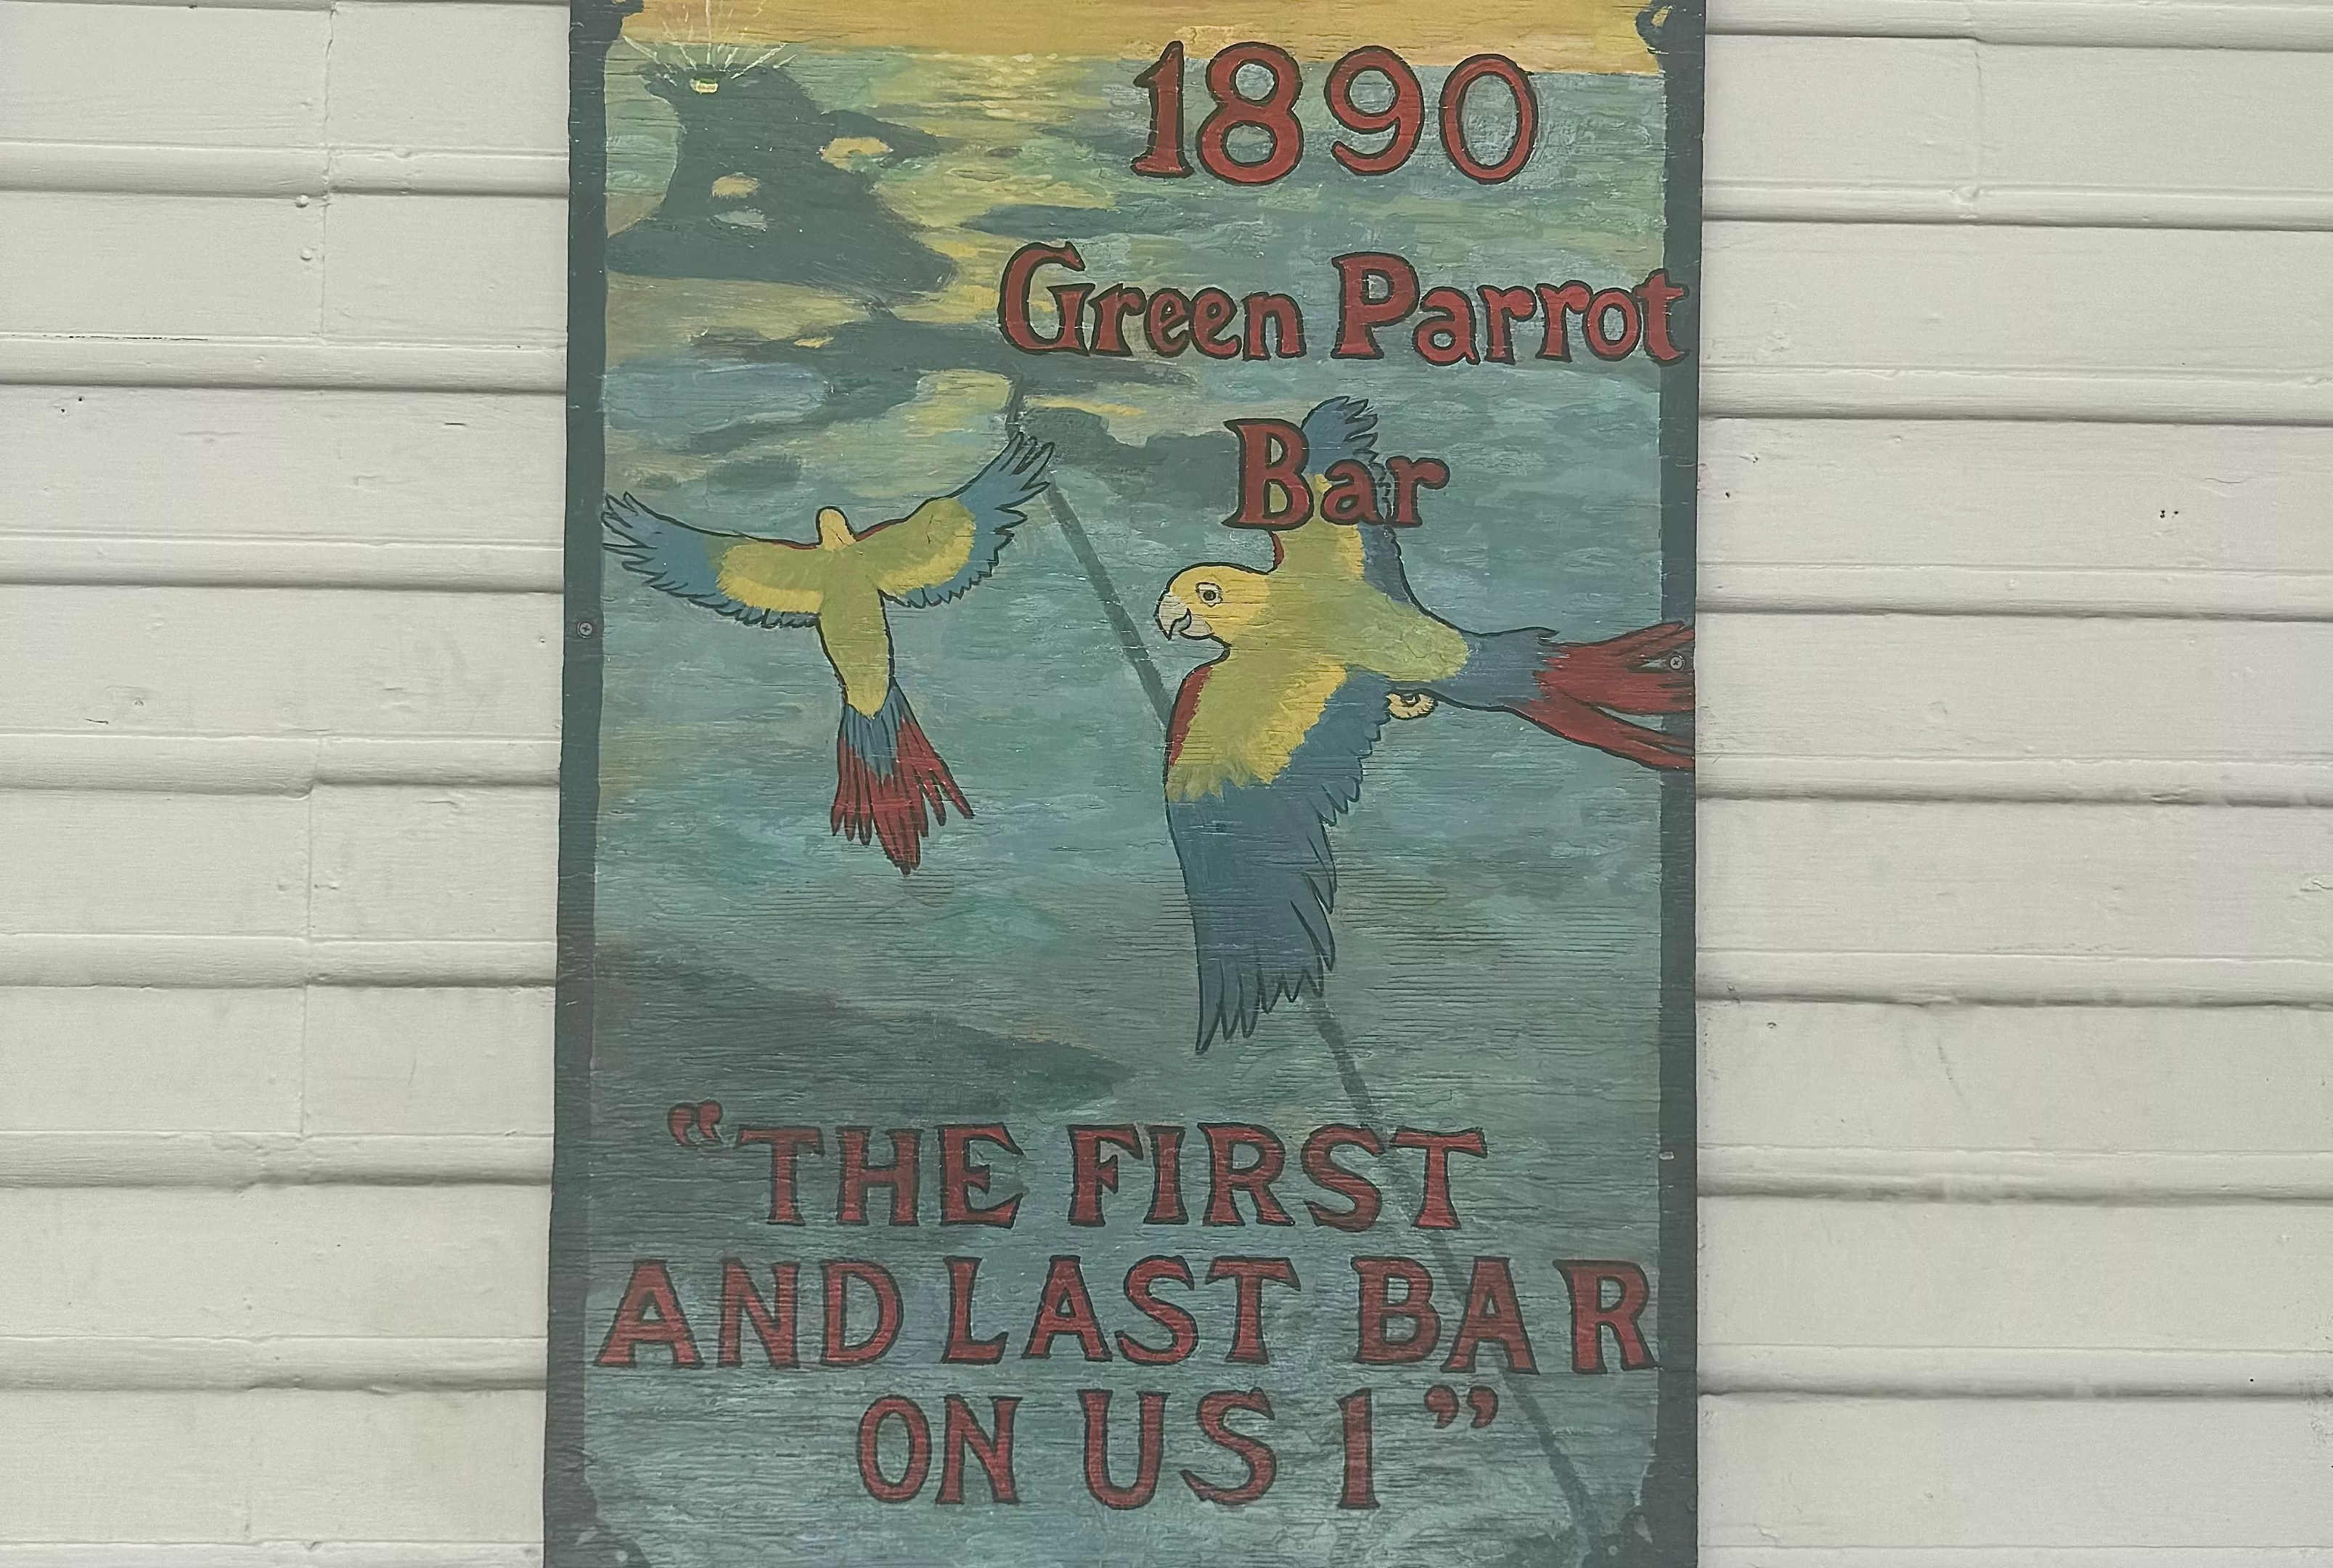 1890
Green Parrot
Bar
“THE FIRST
AND LAST BAR
ON US 1”